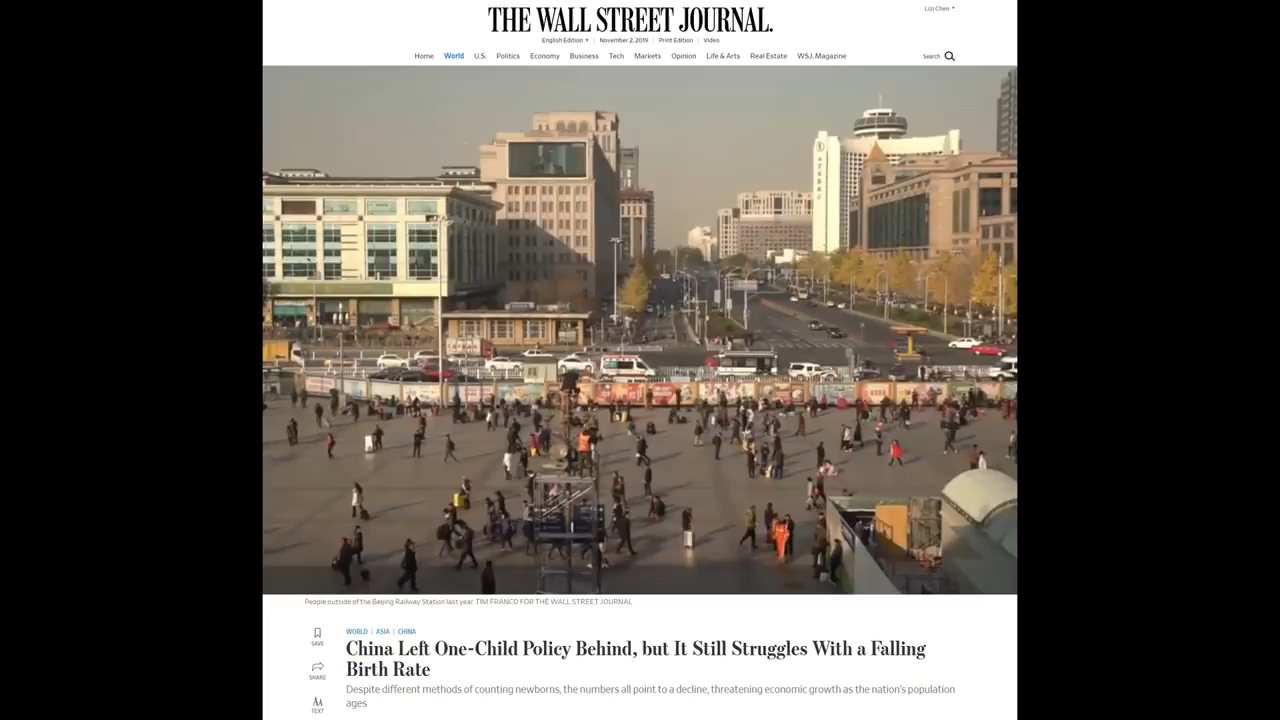 Lizi Chen
THE WALL STREET JOURNAL.
English Edition | November 2, 2019 | Print Edition | Video
Home World U.S. Politics Economy Business Tech Markets Opinion Life & Arts Real Estate WSJ. Magazine Search
People outside of the Beijing Railway Station last year. TIM FRANCO FOR THE WALL STREET JOURNAL
WORLD | ASIA | CHINA
SAVE
China Left One-Child Policy Behind, but It Still Struggles With a Falling
Birth Rate
SHARE
Despite different methods of counting newborns, the numbers all point to a decline, threatening economic growth as the nation's population
ages
AA
TEXT